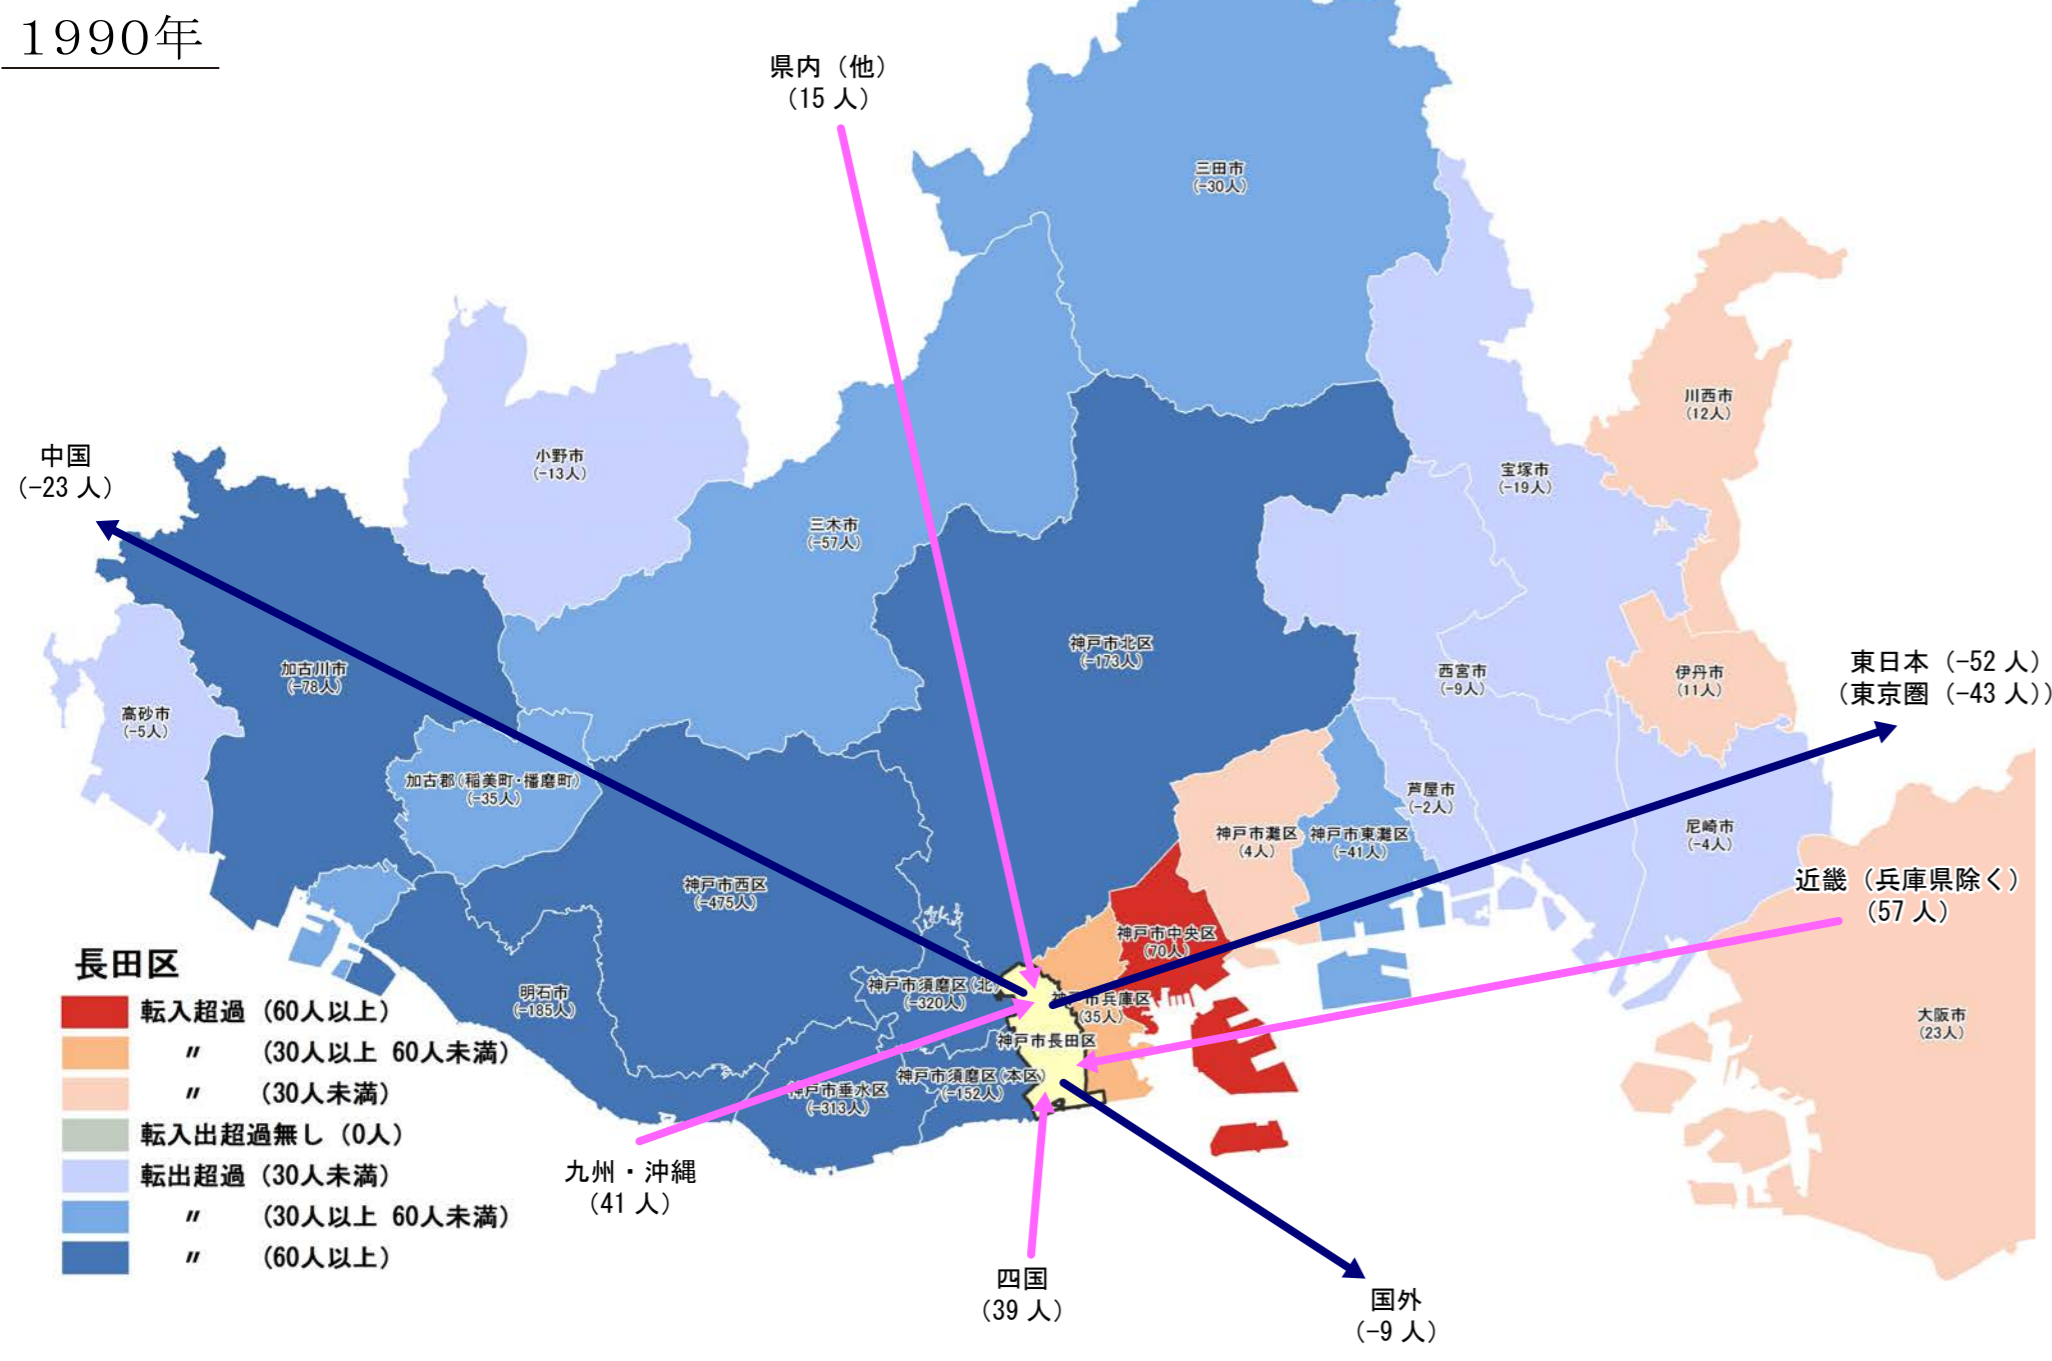 1990年
県内（他）
（15 人）
三田市
(-30人)
川西市
(12人)
中国
（-23 人）
小野市
(-13人)
宝塚市
(-19人)
三木市
(-57人)
神戸市北区
(-173人)
東日本（-52 人）
（東京圏（-43 人））
加古川市
(-78人)
西宮市
(-9人)
伊丹市
(11人)
高砂市
(-5人)
加古郡(稲美町・播磨町)
(-35人)
芦屋市
(-2人)
神戸市灘区
(4人)
神戸市東灘区
(-41人)
尼崎市
(-4人)
神戸市西区
(-475人)
近畿（兵庫県除く）
（57 人）
神戸市中央区
(70人)
明石市
(-185人)
神戸市須磨区(北
(-320人)
神戸市兵庫区
(35人)
大阪市
(23人)
神戸市長田区
神戸市垂水区
(-313人)
神戸市須磨区(本区)
(-152人)
長田区
転入超過（60人以上）
〃 （30人以上 60人未満）
〃 （30人未満）
転入出超過無し（0人）
転出超過（30人未満）
〃 （30人以上 60人未満）
〃 （60人以上）
九州・沖縄
（41 人）
四国
（39 人）
国外
（-9 人）